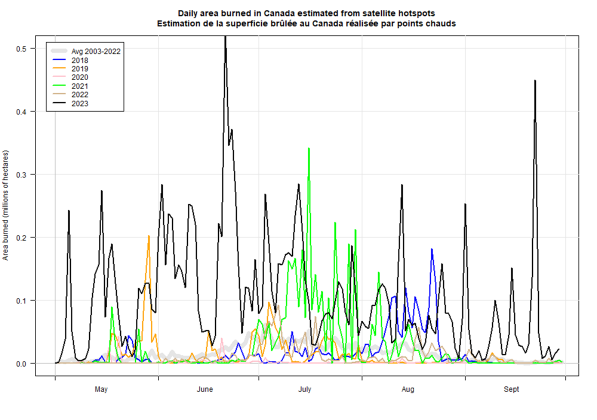 Daily area burned in Canada estimated from satellite hotspots
Estimation de la superficie brûlée au Canada réalisée par points chauds
Area burned (millions of hectares)
0.5
0.4
0.3
0.2
0.1
0.0
Avg 2003-2022
2018
2019
2020
2021
2022
2023
May
June
July
Aug
Sept